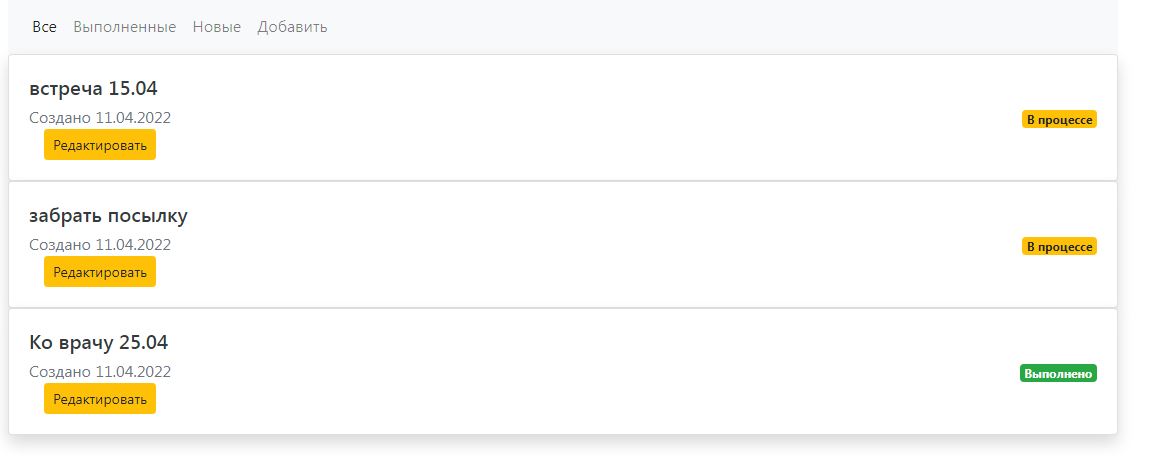 Все Выполненные Новые Добавить
встреча 15.04
Создано 11.04.2022
В процессе
Редактировать
забрать посылку
Создано 11.04.2022
В процессе
Редактировать
Ко врачу 25.04
Создано 11.04.2022
Выполнено
Редактировать